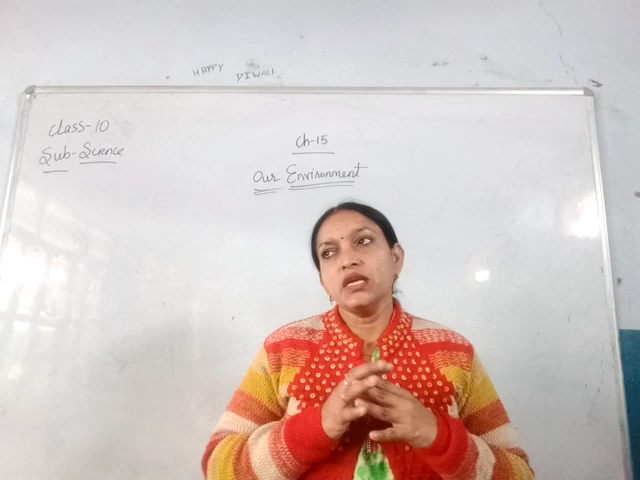 HAPPY DIWALI
Class-10
Sub-Science
Ch-15
Our Environment